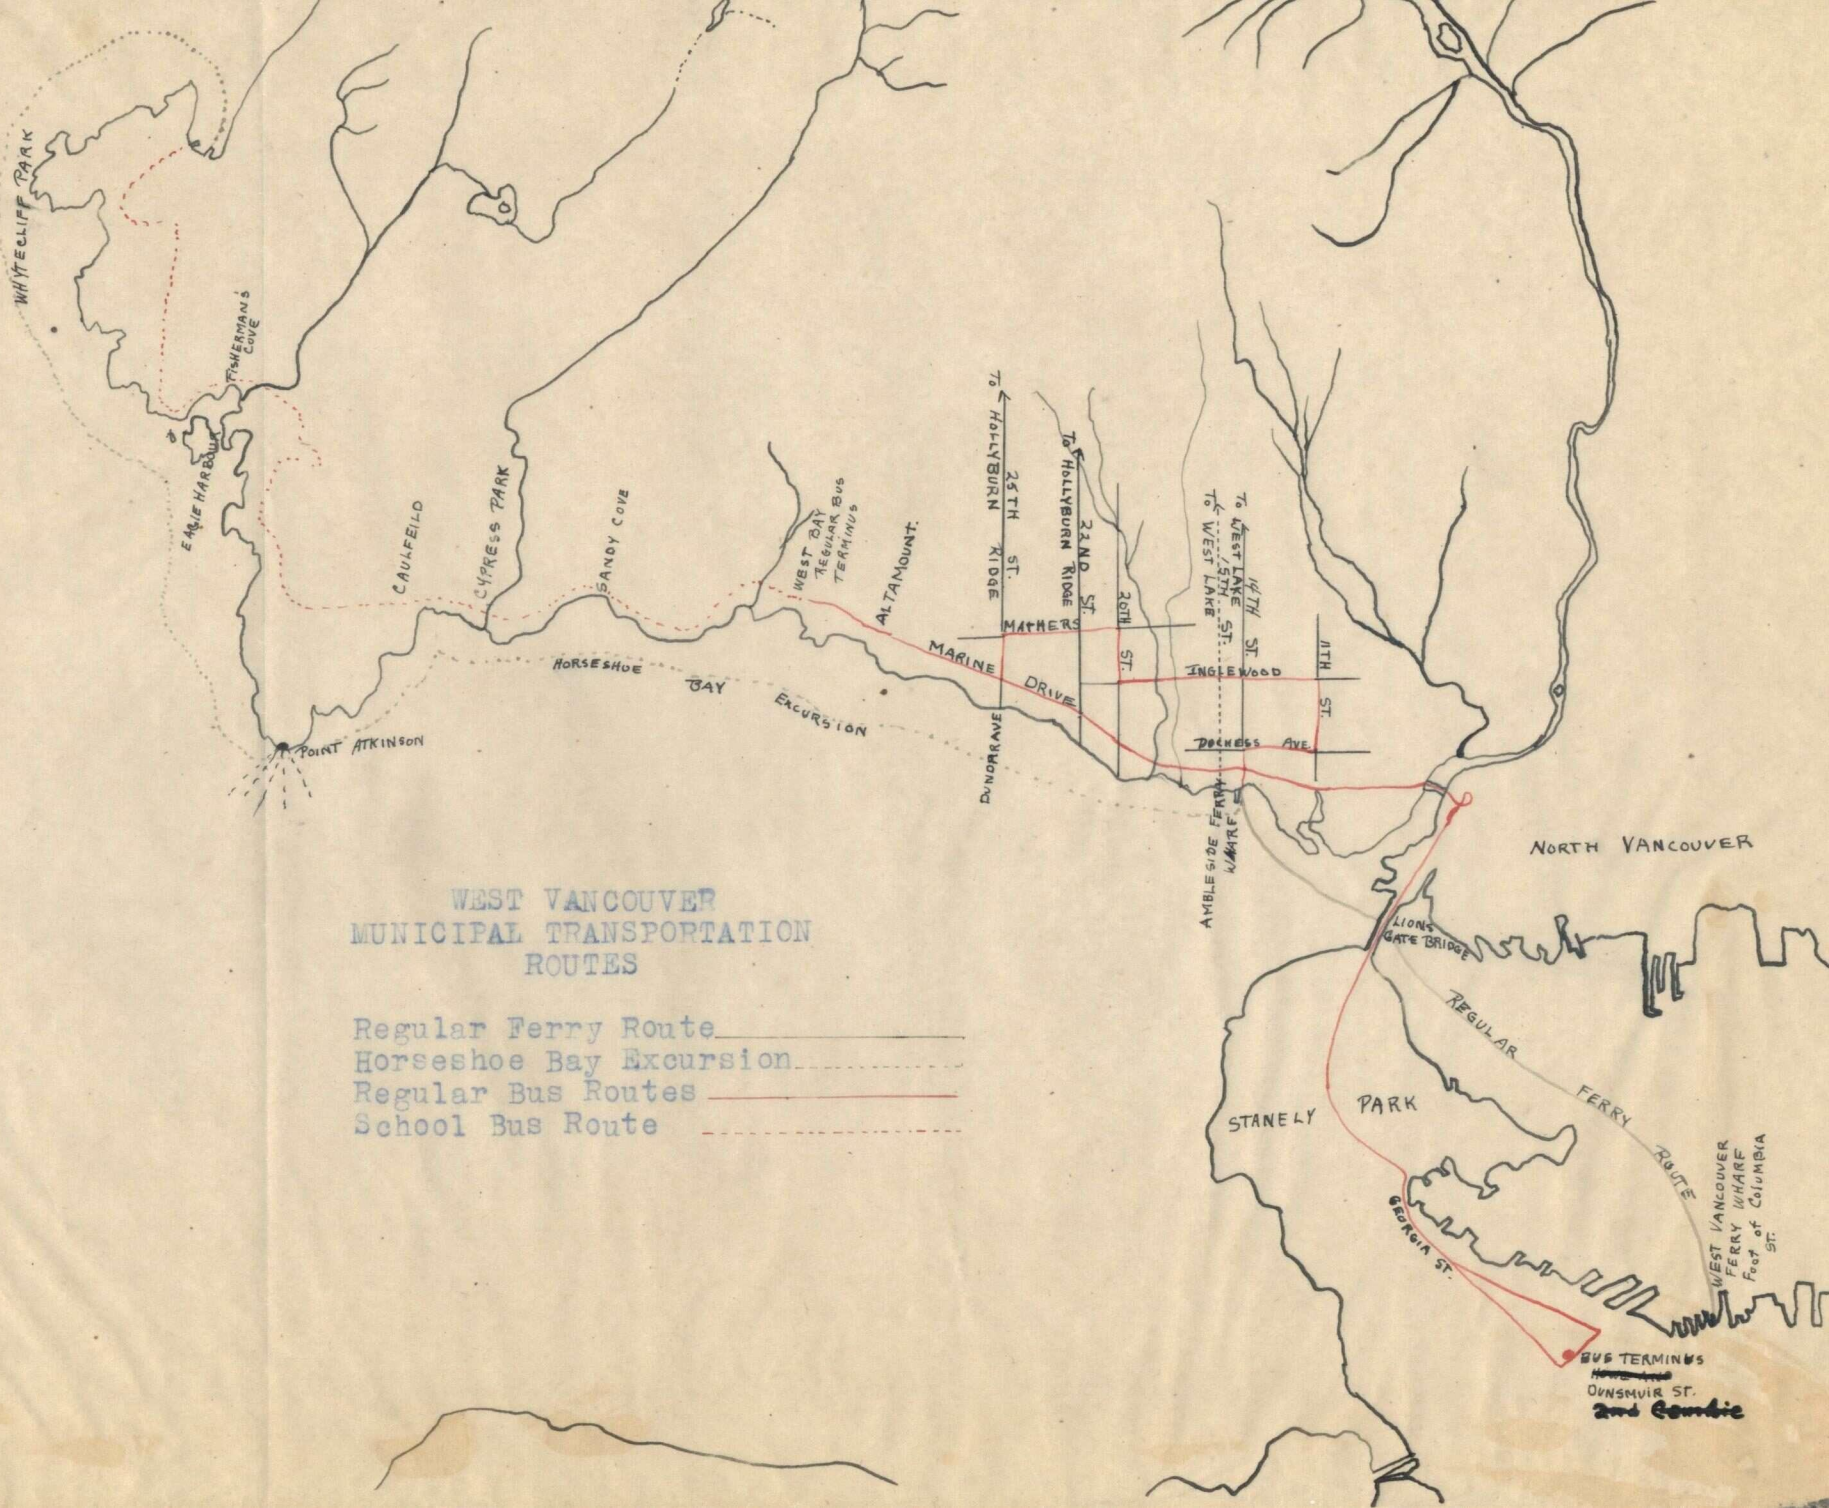 WHYTECLIFF PARK
FISHERMAN'S
COVE
EAGLE HARBOUR
CAULFEILD
CYPRESS PARK
SANDY COVE
WEST BAY
REGULAR BUS
TERMINUS
ALTAMOUNT.
TO HOLLYBURN RIDGE
25TH ST.
TO HOLLYBURN RIDGE
22ND ST.
20TH ST.
TO WEST LAKE
15TH ST.
TO WEST LAKE
14TH ST.
11TH ST.
MATHERS
INGLEWOOD
MARINE DRIVE
DUCHESS AVE.
DUNDARAVE
AMBLESIDE FERRY
WHARF
HORSESHOE BAY EXCURSION
POINT ATKINSON
NORTH VANCOUVER
LIONS
GATE BRIDGE
WEST VANCOUVER
MUNICIPAL TRANSPORTATION
ROUTES
Regular Ferry Route
Horseshoe Bay Excursion
Regular Bus Routes
School Bus Route
REGULAR FERRY ROUTE
STANELY PARK
GEORGIA ST.
WEST VANCOUVER
FERRY WHARF
FOOT of COLUMBIA
ST.
BUS TERMINUS
DUNSMUIR ST.